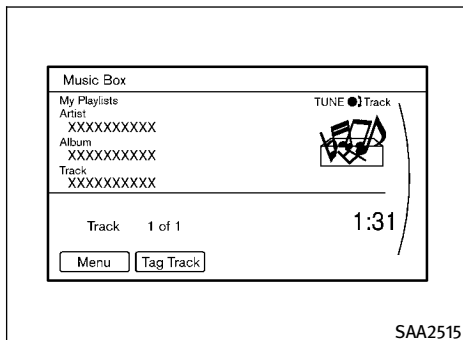 Music Box
My Playlists
TUNE Track
Artist
XXXXXXXXXX
Album
XXXXXXXXXX
Track
XXXXXXXXXX
Track 1 of 1 1:31
Menu Tag Track
SAA2515